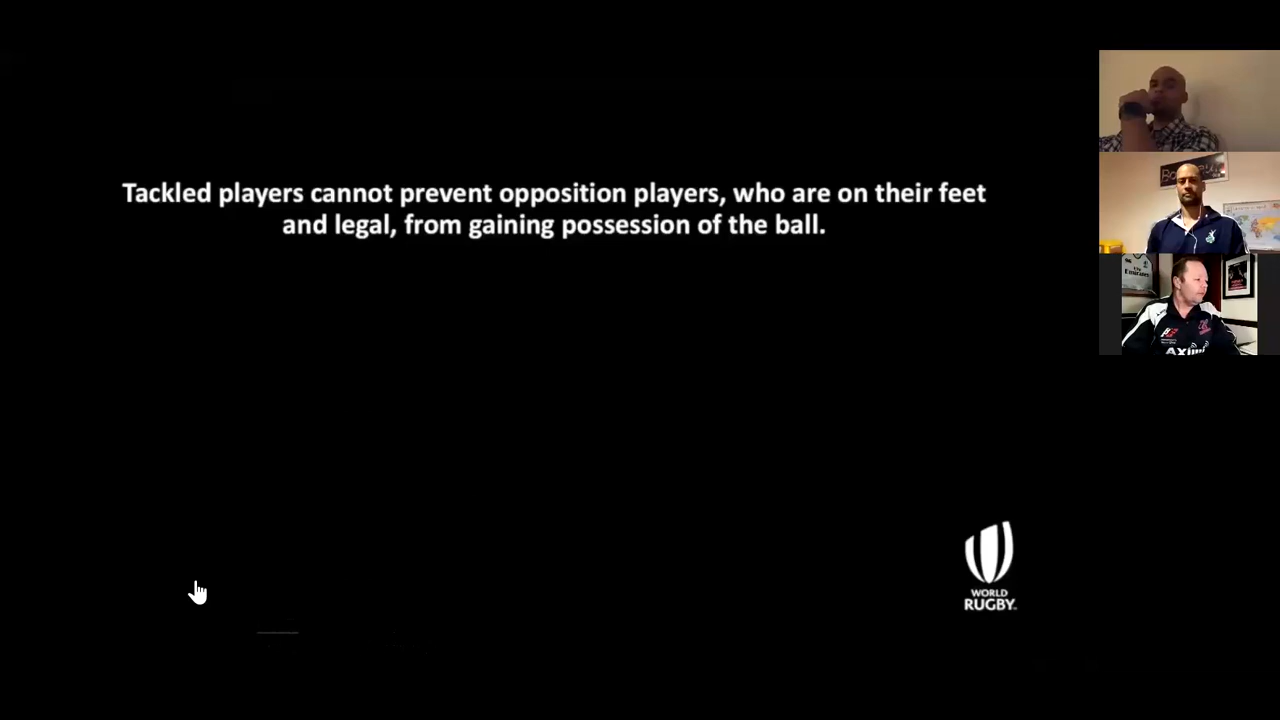 Tackled players cannot prevent opposition players, who are on their feet
and legal, from gaining possession of the ball.
WORLD
RUGBY